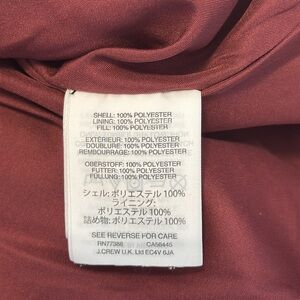 SHELL: 100% POLYESTER
LINING: 100% POLYESTER
FILL: 100% POLYESTER
EXTÉRIEUR: 100% POLYESTER
DOUBLURE: 100% POLYESTER
REMBOURRAGE: 100% POLYESTER
OBERSTOFF: 100% POLYESTER
FUTTER: 100% POLYESTER
FÜLLUNG: 100% POLYESTER
シェル: ポリエステル 100%
ライニング:
ポリエステル 100%
詰め物: ポリエステル 100%
SEE REVERSE FOR CARE
RN77388 CA56445
J.CREW U.K. Ltd EC4V 6JA